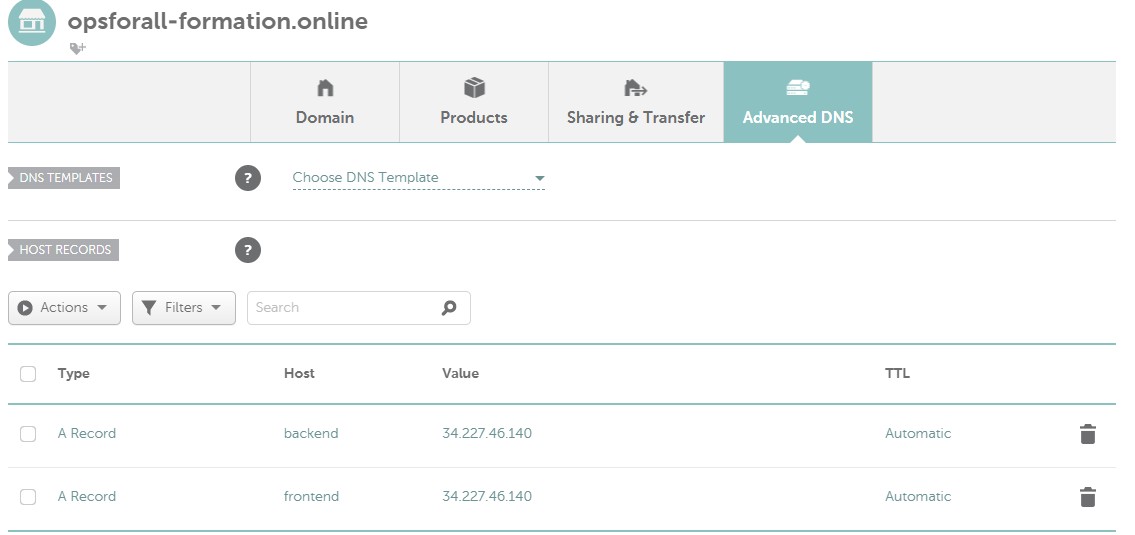 opsforall-formation.online
Domain Products Sharing & Transfer Advanced DNS
DNS TEMPLATES ? Choose DNS Template
HOST RECORDS ?
Actions Filters Search
Type Host Value TTL
A Record backend 34.227.46.140 Automatic
A Record frontend 34.227.46.140 Automatic